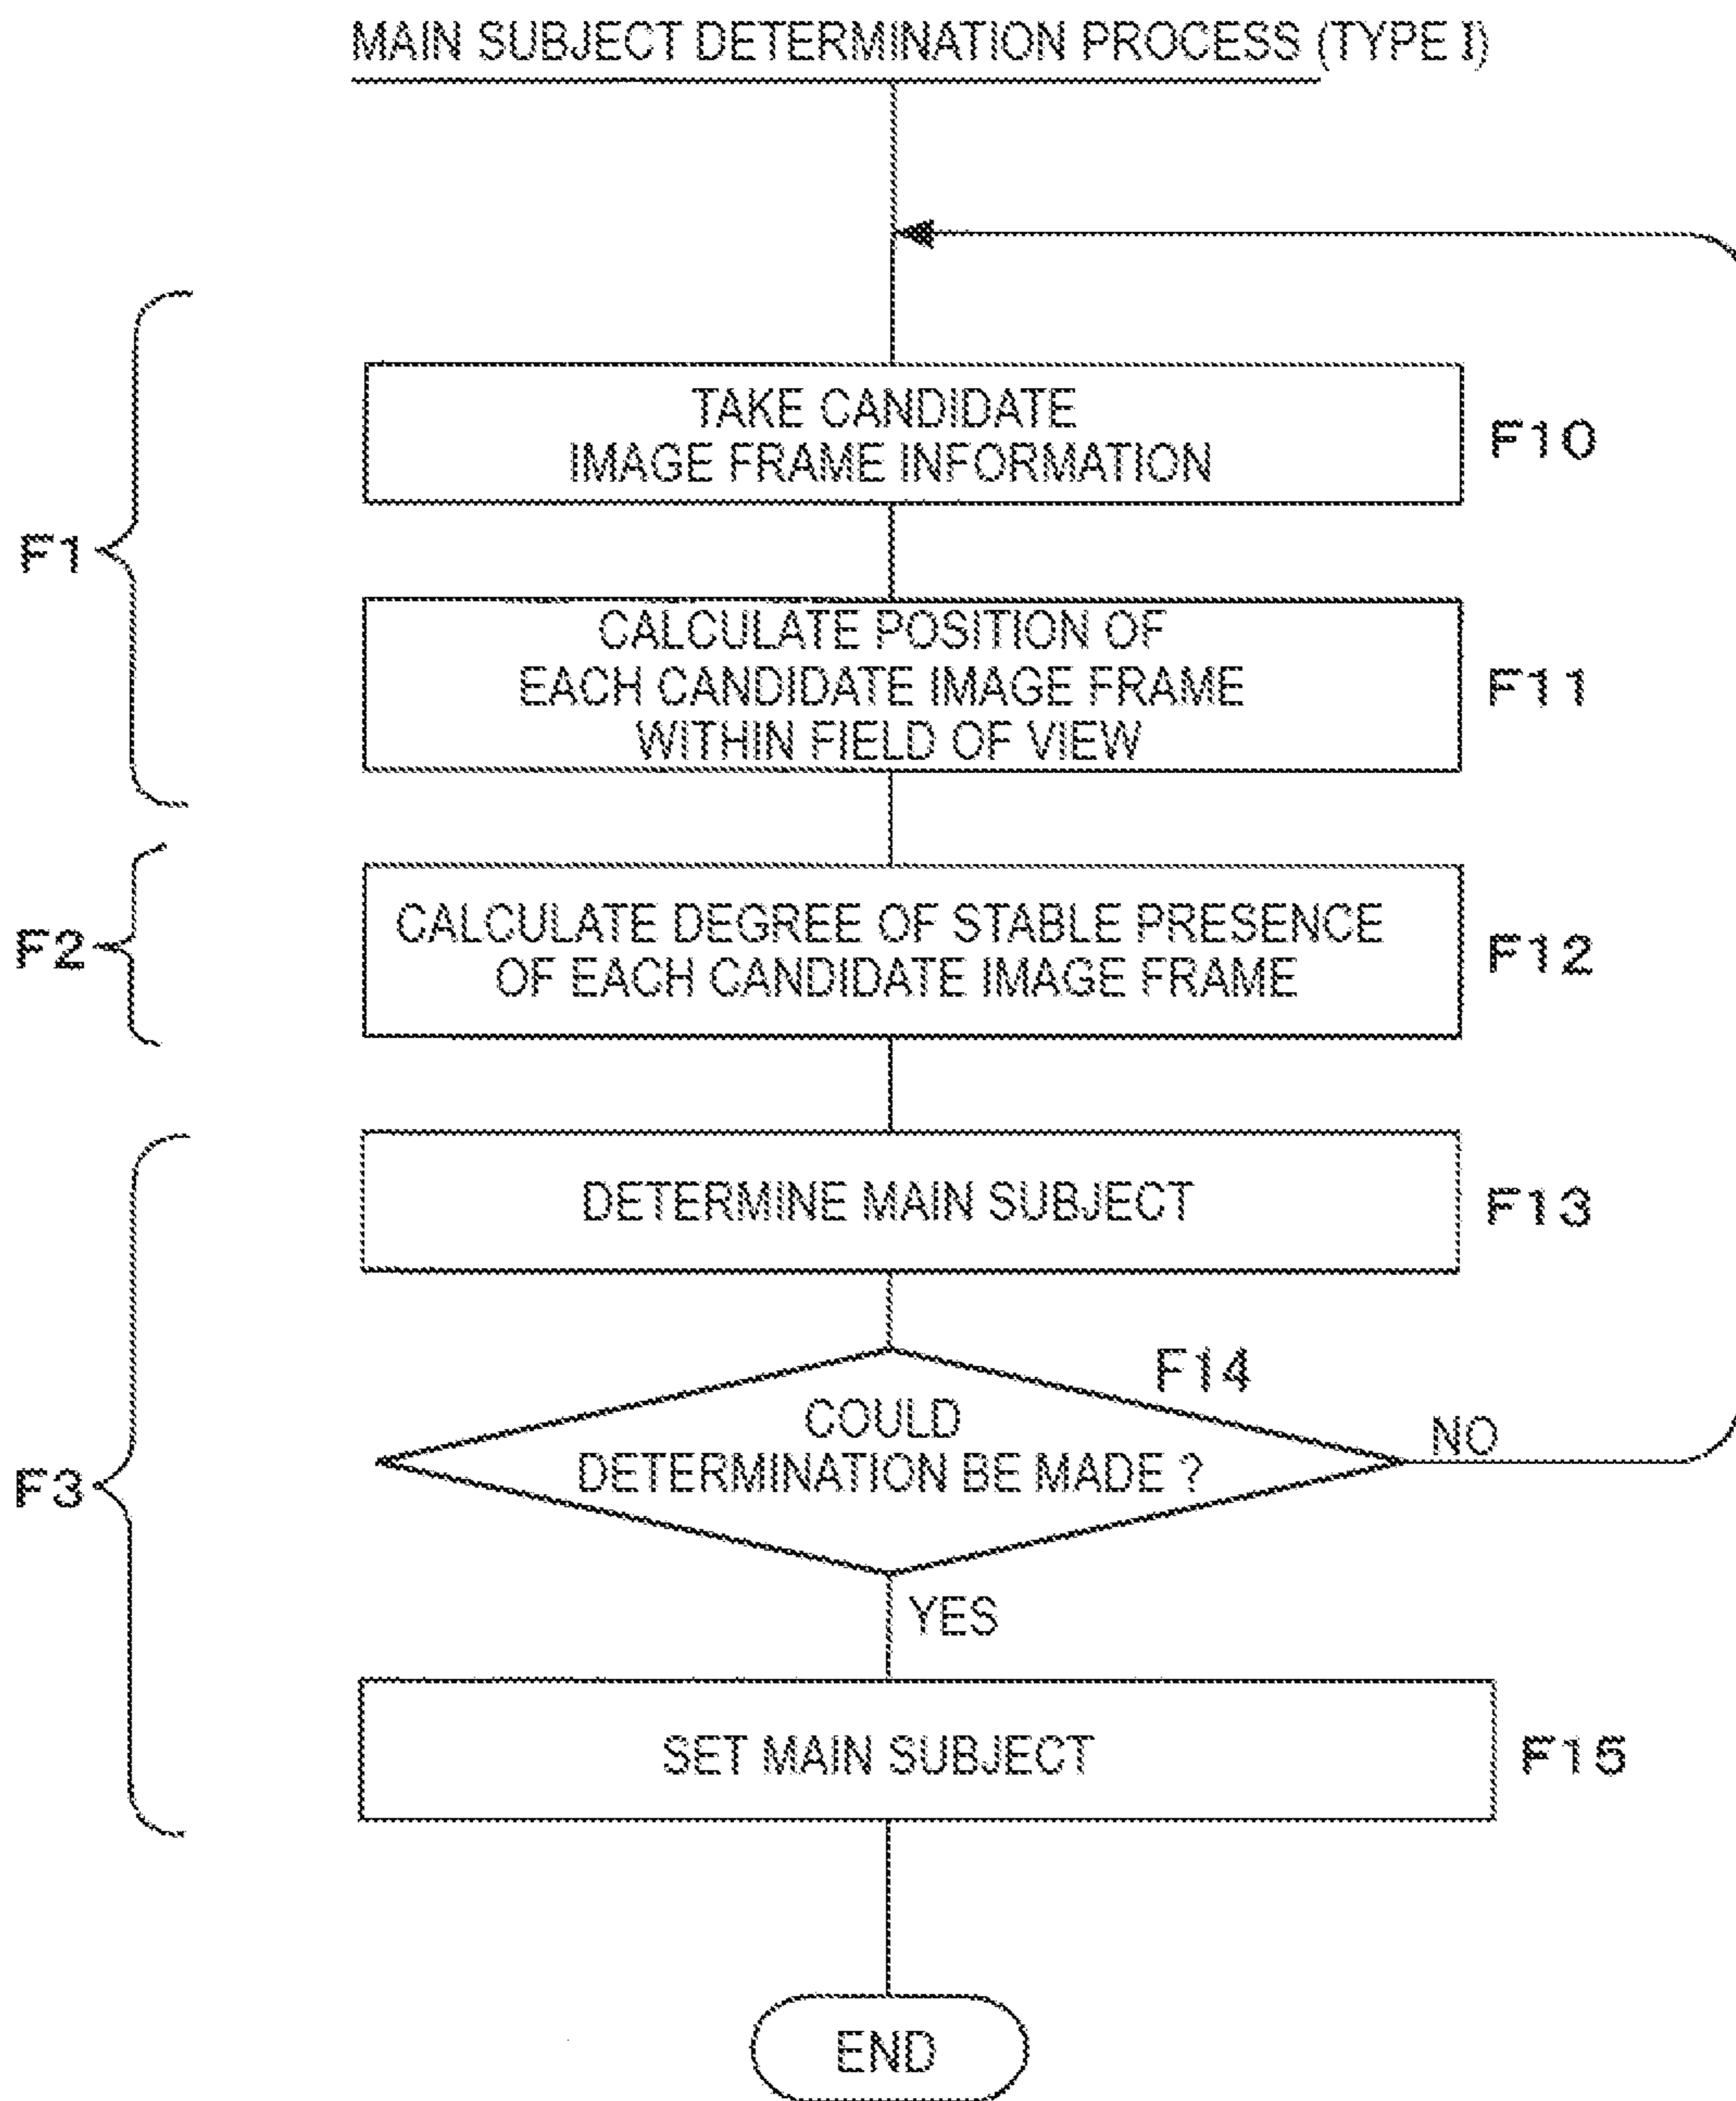 MAIN SUBJECT DETERMINATION PROCESS (TYPE I)
F1
TAKE CANDIDATE
IMAGE FRAME INFORMATION
F10
CALCULATE POSITION OF
EACH CANDIDATE IMAGE FRAME
WITHIN FIELD OF VIEW
F11
F2
CALCULATE DEGREE OF STABLE PRESENCE
OF EACH CANDIDATE IMAGE FRAME
F12
F3
DETERMINE MAIN SUBJECT
F13
F14
COULD
DETERMINATION BE MADE ?
NO
YES
SET MAIN SUBJECT
F15
END